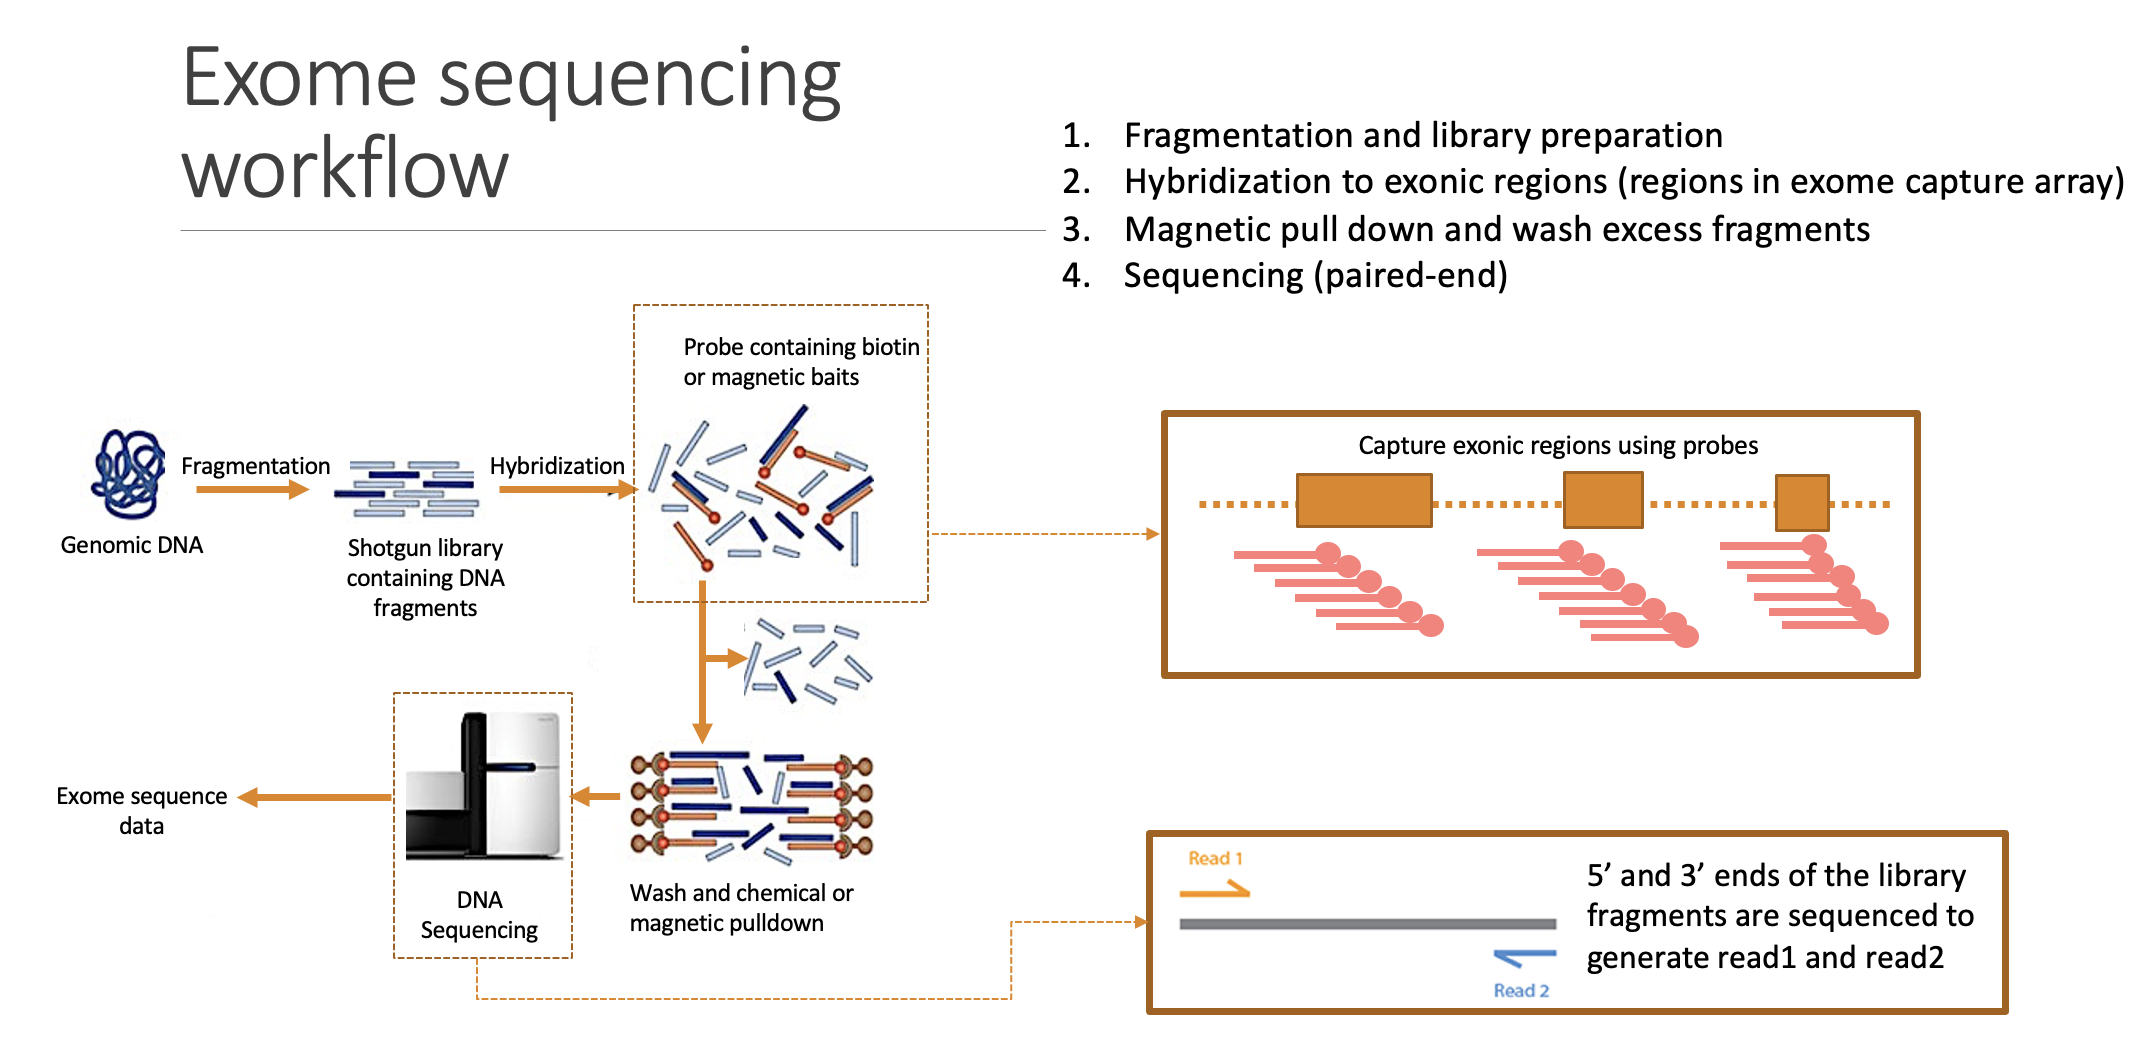 Exome sequencing
workflow
1. Fragmentation and library preparation
2. Hybridization to exonic regions (regions in exome capture array)
3. Magnetic pull down and wash excess fragments
4. Sequencing (paired-end)
Probe containing biotin
or magnetic baits
Genomic DNA
Fragmentation
Shotgun library
containing DNA
fragments
Hybridization
Capture exonic regions using probes
Wash and chemical or
magnetic pulldown
DNA
Sequencing
Exome sequence
data
Read 1
Read 2
5’ and 3’ ends of the library
fragments are sequenced to
generate read1 and read2